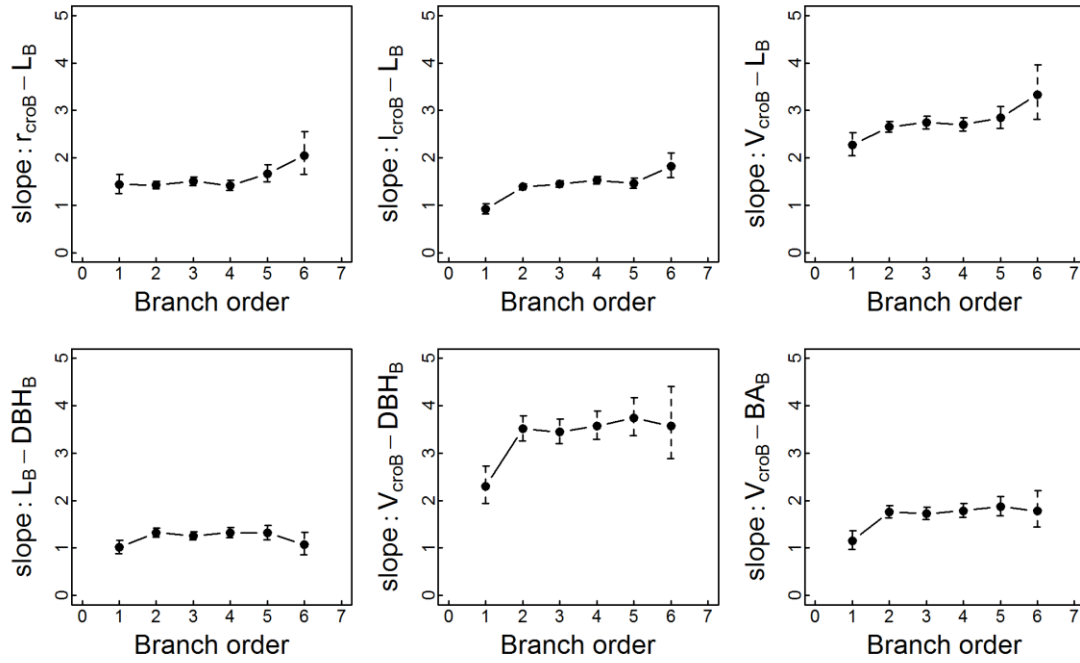 slope : r_croB – L_B
5
4
3
2
1
0
0 1 2 3 4 5 6 7
Branch order
slope : l_croB – L_B
5
4
3
2
1
0
0 1 2 3 4 5 6 7
Branch order
slope : V_croB – L_B
5
4
3
2
1
0
0 1 2 3 4 5 6 7
Branch order
slope : L_B – DBH_B
5
4
3
2
1
0
0 1 2 3 4 5 6 7
Branch order
slope : V_croB – DBH_B
5
4
3
2
1
0
0 1 2 3 4 5 6 7
Branch order
slope : V_croB – BA_B
5
4
3
2
1
0
0 1 2 3 4 5 6 7
Branch order